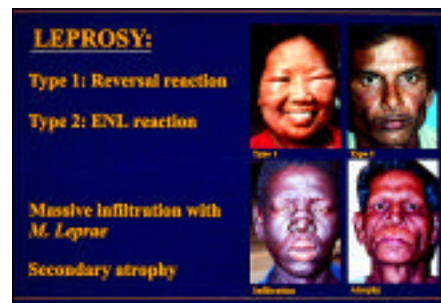 LEPROSY:
Type 1: Reversal reaction
Type 2: ENL reaction
Type 1
Type 2
Massive infiltration with
M. Leprae
Secondary atrophy
Infiltration
Atrophy